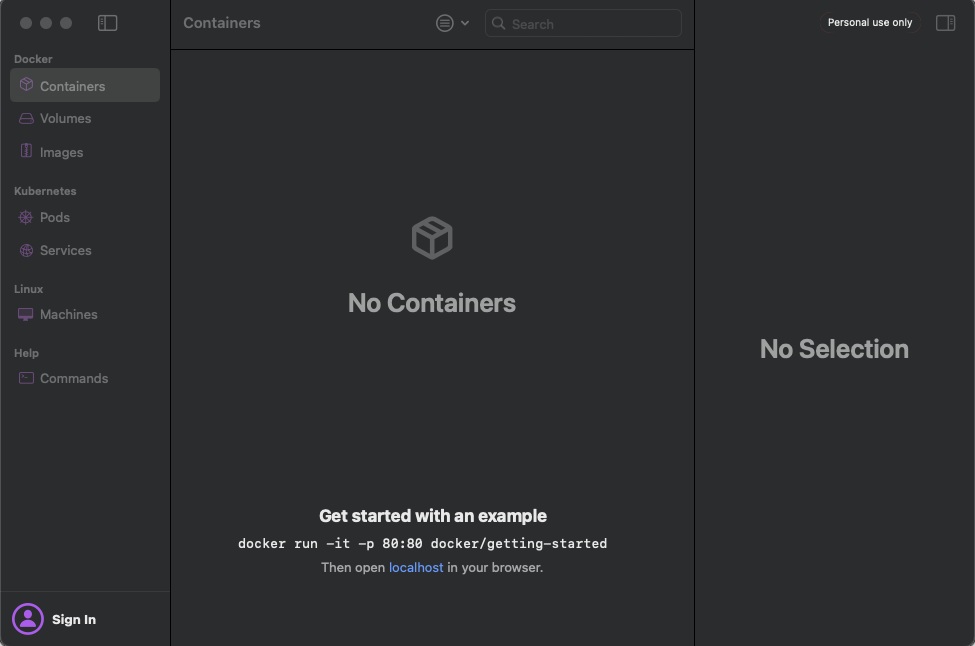 Docker
Containers
Volumes
Images
Kubernetes
Pods
Services
Linux
Machines
Help
Commands
Sign In
Containers
Search
No Containers
Get started with an example
docker run -it -p 80:80 docker/getting-started
Then open localhost in your browser.
Personal use only
No Selection